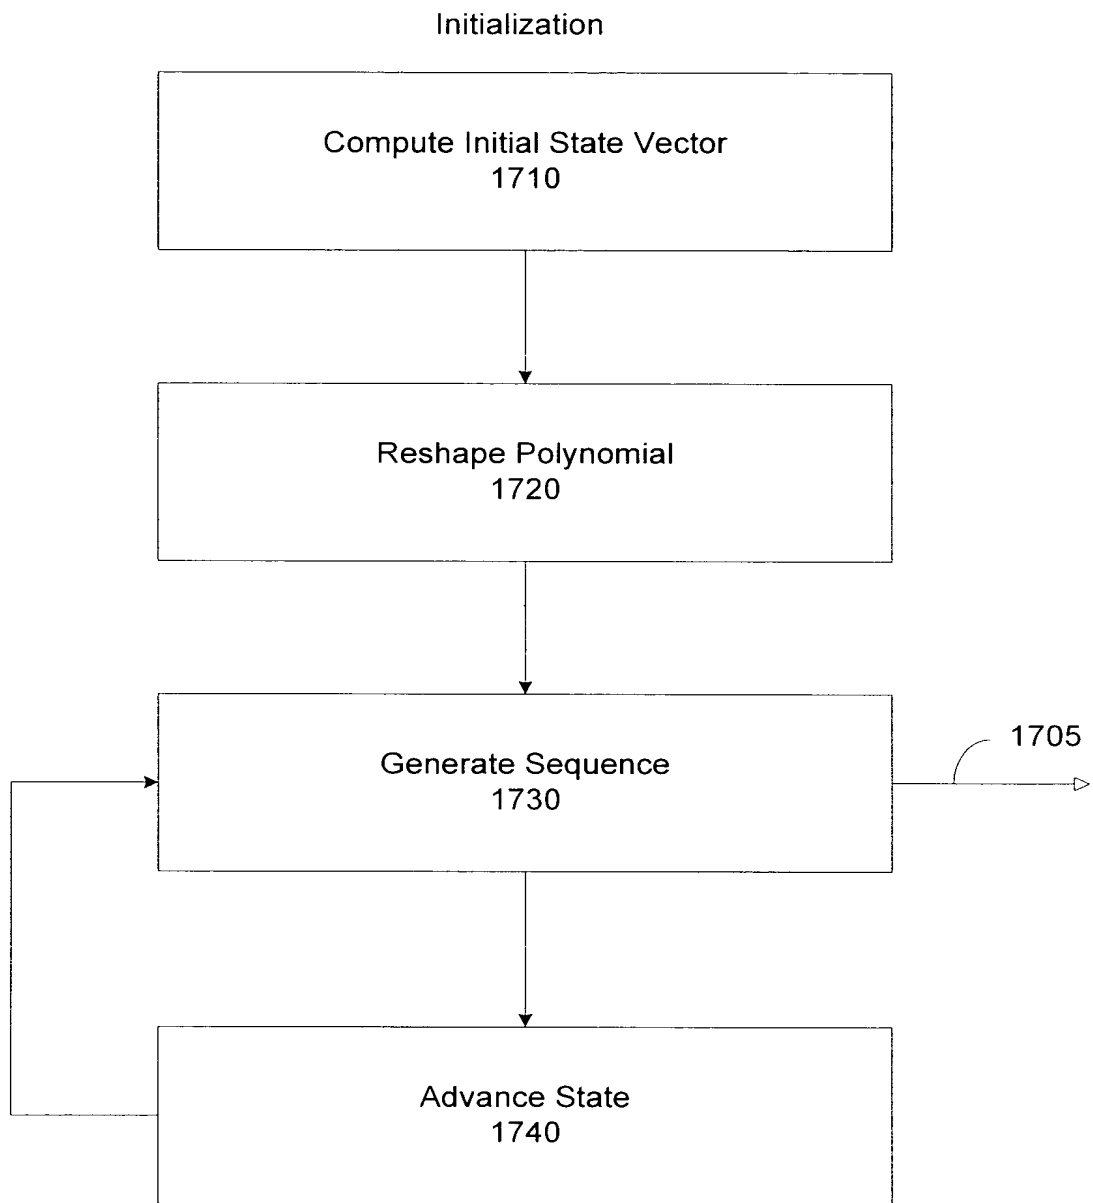 Initialization
Compute Initial State Vector
1710
Reshape Polynomial
1720
Generate Sequence
1730
1705
Advance State
1740